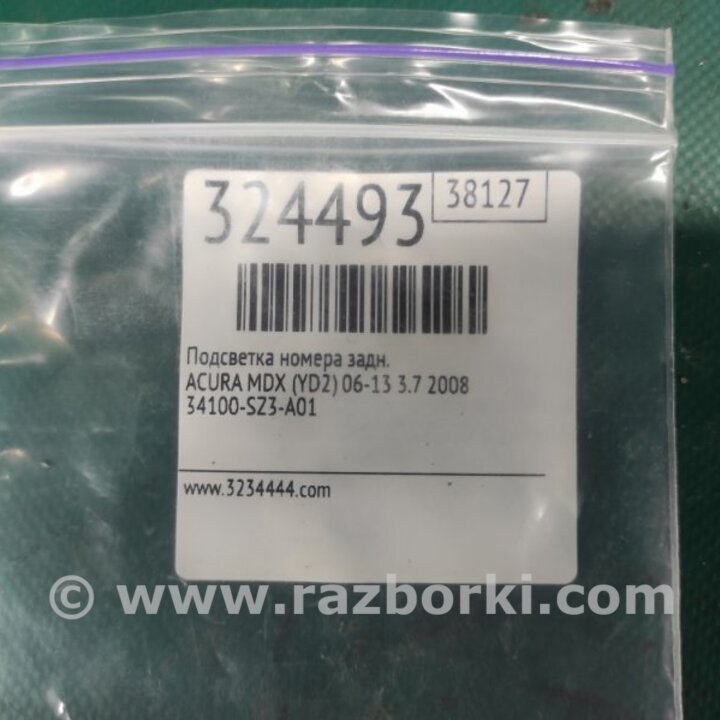 324493 38127
Подсветка номера задн.
ACURA MDX (YD2) 06-13 3.7 2008
34100-SZ3-A01
www.3234444.com
© www.razborki.com